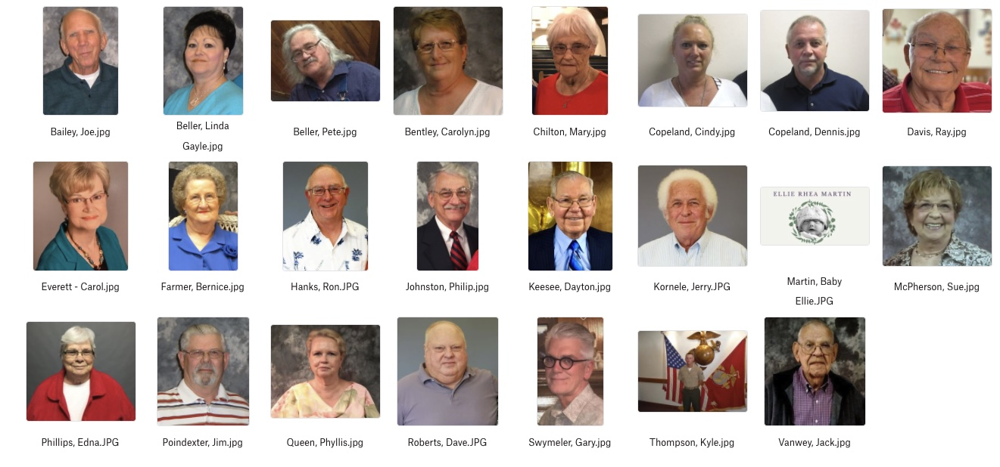 Bailey, Joe.jpg
Beller, Linda
Gayle.jpg
Beller, Pete.jpg
Bentley, Carolyn.jpg
Chilton, Mary.jpg
Copeland, Cindy.jpg
Copeland, Dennis.jpg
Davis, Ray.jpg
ELLIE RHEA MARTIN
Everett - Carol.jpg
Farmer, Bernice.jpg
Hanks, Ron.JPG
Johnston, Philip.jpg
Keesee, Dayton.jpg
Kornele, Jerry.JPG
Martin, Baby
Ellie.JPG
McPherson, Sue.jpg
Phillips, Edna.JPG
Poindexter, Jim.jpg
Queen, Phyllis.jpg
Roberts, Dave.JPG
Swymeler, Gary.jpg
Thompson, Kyle.jpg
Vanwey, Jack.jpg